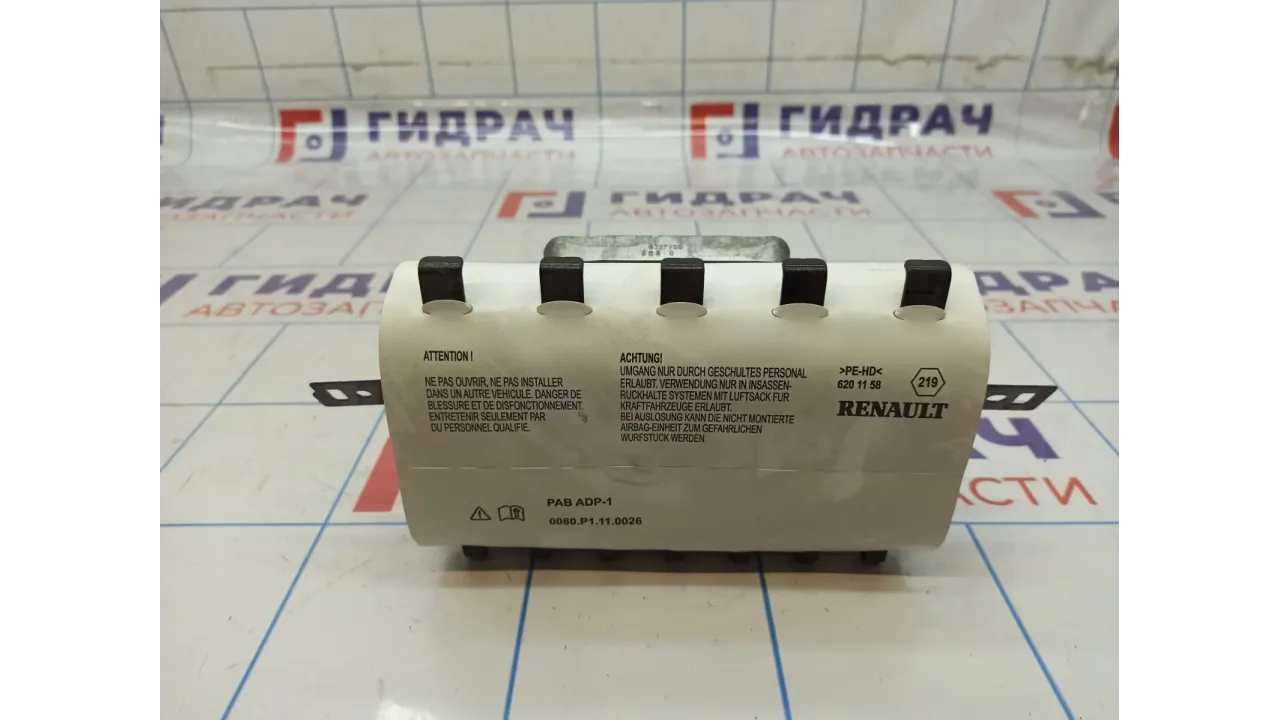 ГИДРАЧ
АВТОЗАПЧАСТИ
ГИДРАЧ
АВТОЗАПЧАСТИ
АВТОЗАПЧАСТИ
ГИДРАЧ
АВТОЗАПЧАСТИ
ATTENTION !
NE PAS OUVRIR, NE PAS INSTALLER
DANS UN AUTRE VEHICULE. DANGER DE
BLESSURE ET DE DISFONCTIONNEMENT.
ENTRETENIR SEULEMENT PAR
DU PERSONNEL QUALIFIE.
ACHTUNG!
UMGANG NUR DURCH GESCHULTES PERSONAL
ERLAUBT. VERWENDUNG NUR IN INSASSEN-
RUCKHALTE SYSTEMEN MIT LUFTSACK FUR
KRAFTFAHRZEUGE ERLAUBT.
BEI AUSLOSUNG KANN DIE NICHT MONTIERTE
AIRBAG-EINHEIT ZUM GEFAHRLICHEN
WURFSTUCK WERDEN.
>PE-HD<
620 11 58
219
RENAULT
PAB ADP-1
0080.P1.11.0026